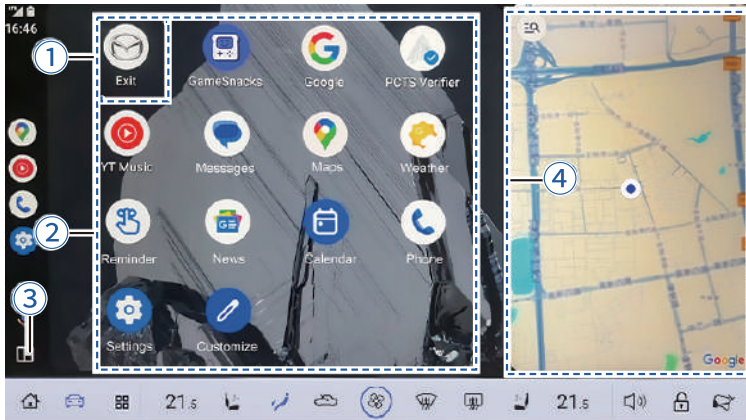 16:46
1
Exit
GameSnacks
Google
PCTS Verifier
YT Music
Messages
Maps
Weather
4
2
Reminder
News
Calendar
Phone
3
Settings
Customize
Google
21.5
21.5